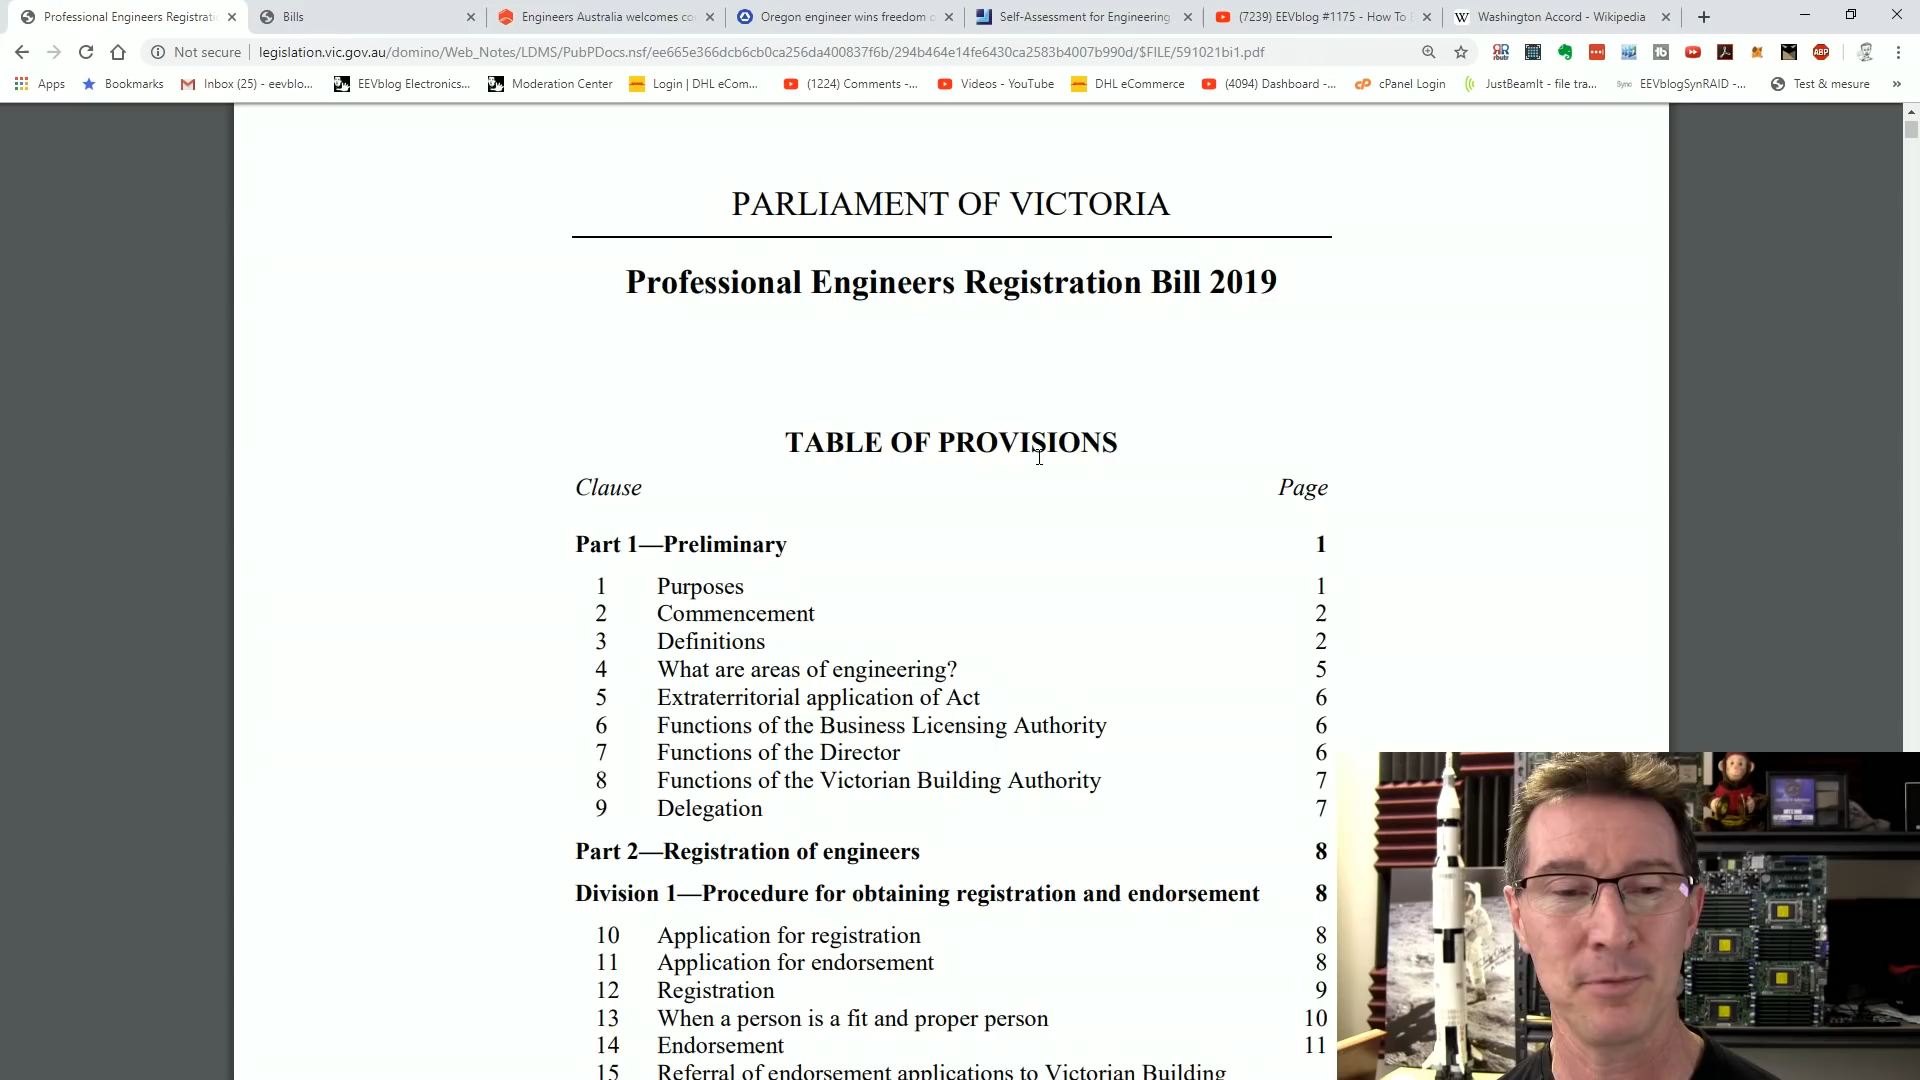 Professional Engineers Registrati
Bills
Engineers Australia welcomes co
Oregon engineer wins freedom o
Self-Assessment for Engineering
(7239) EEVblog #1175 - How To
Washington Accord - Wikipedia
Not secure
legislation.vic.gov.au/domino/Web_Notes/LDMS/PubPDocs.nsf/ee665e366dcb6cb0ca256da400837f6b/294b464e14fe6430ca2583b4007b990d/$FILE/591021bi1.pdf
Apps
Bookmarks
Inbox (25) - eevblo...
EEVblog Electronics...
Moderation Center
Login | DHL eCom...
(1224) Comments -...
Videos - YouTube
DHL eCommerce
(4094) Dashboard -...
cPanel Login
JustBeamIt - file tra...
EEVblogSynRAID -...
Test & mesure
PARLIAMENT OF VICTORIA
Professional Engineers Registration Bill 2019
TABLE OF PROVISIONS
Clause Page
Part 1—Preliminary 1
1 Purposes 1
2 Commencement 2
3 Definitions 2
4 What are areas of engineering? 5
5 Extraterritorial application of Act 6
6 Functions of the Business Licensing Authority 6
7 Functions of the Director 6
8 Functions of the Victorian Building Authority 7
9 Delegation 7
Part 2—Registration of engineers 8
Division 1—Procedure for obtaining registration and endorsement 8
10 Application for registration 8
11 Application for endorsement 8
12 Registration 9
13 When a person is a fit and proper person 10
14 Endorsement 11
15 Referral of endorsement applications to Victorian Building